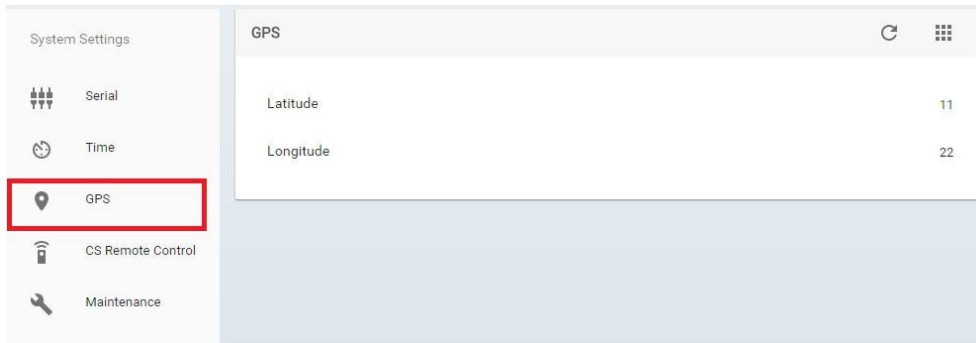 System Settings
Serial
Time
GPS
CS Remote Control
Maintenance
GPS
Latitude 11
Longitude 22